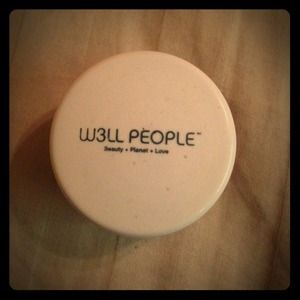 W3LL PEOPLE™
Beauty + Planet + Love